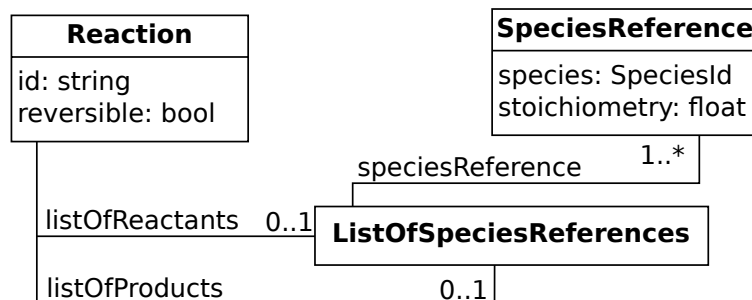 Reaction
id: string
reversible: bool
SpeciesReference
species: SpeciesId
stoichiometry: float
1..*
speciesReference
listOfReactants
0..1
ListOfSpeciesReferences
listOfProducts
0..1